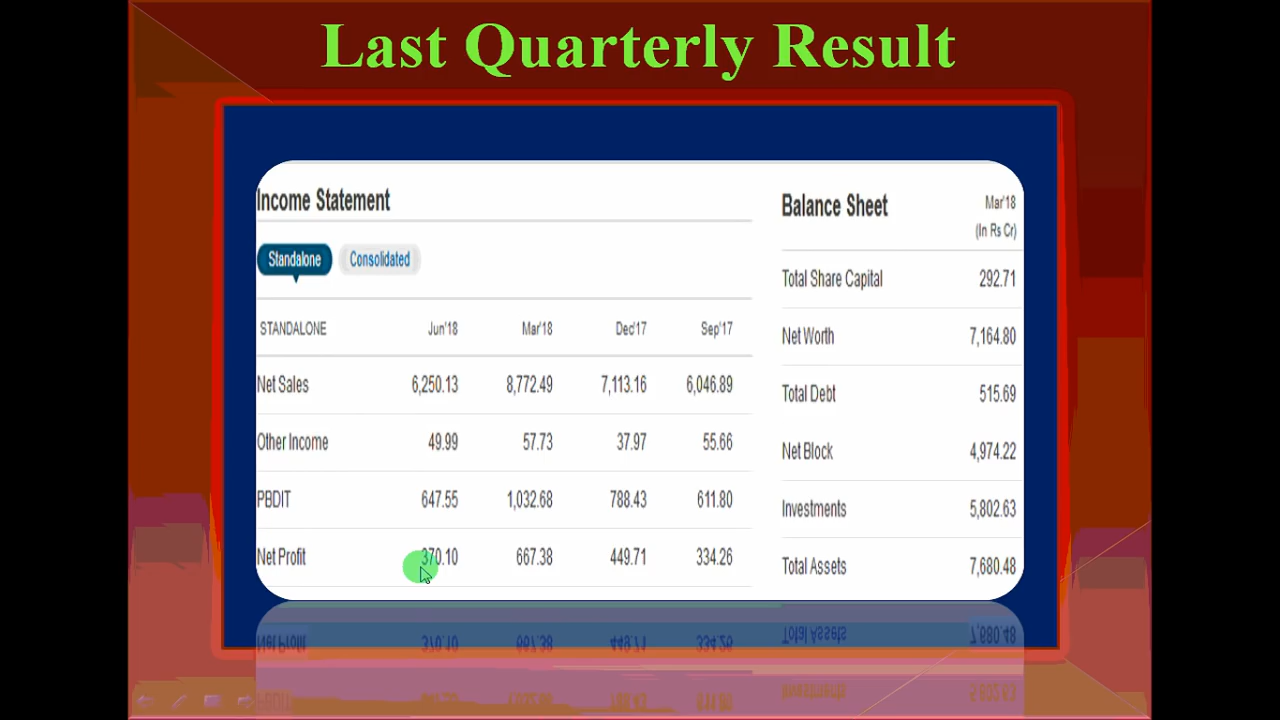 Last Quarterly Result
Income Statement
Standalone Consolidated
STANDALONE Jun'18 Mar'18 Dec'17 Sep'17
Net Sales 6,250.13 8,772.49 7,113.16 6,046.89
Other Income 49.99 57.73 37.97 55.66
PBDIT 647.55 1,032.68 788.43 611.80
Net Profit 370.10 667.38 449.71 334.26
Balance Sheet Mar'18
(In Rs Cr)
Total Share Capital 292.71
Net Worth 7,164.80
Total Debt 515.69
Net Block 4,974.22
Investments 5,802.63
Total Assets 7,680.48